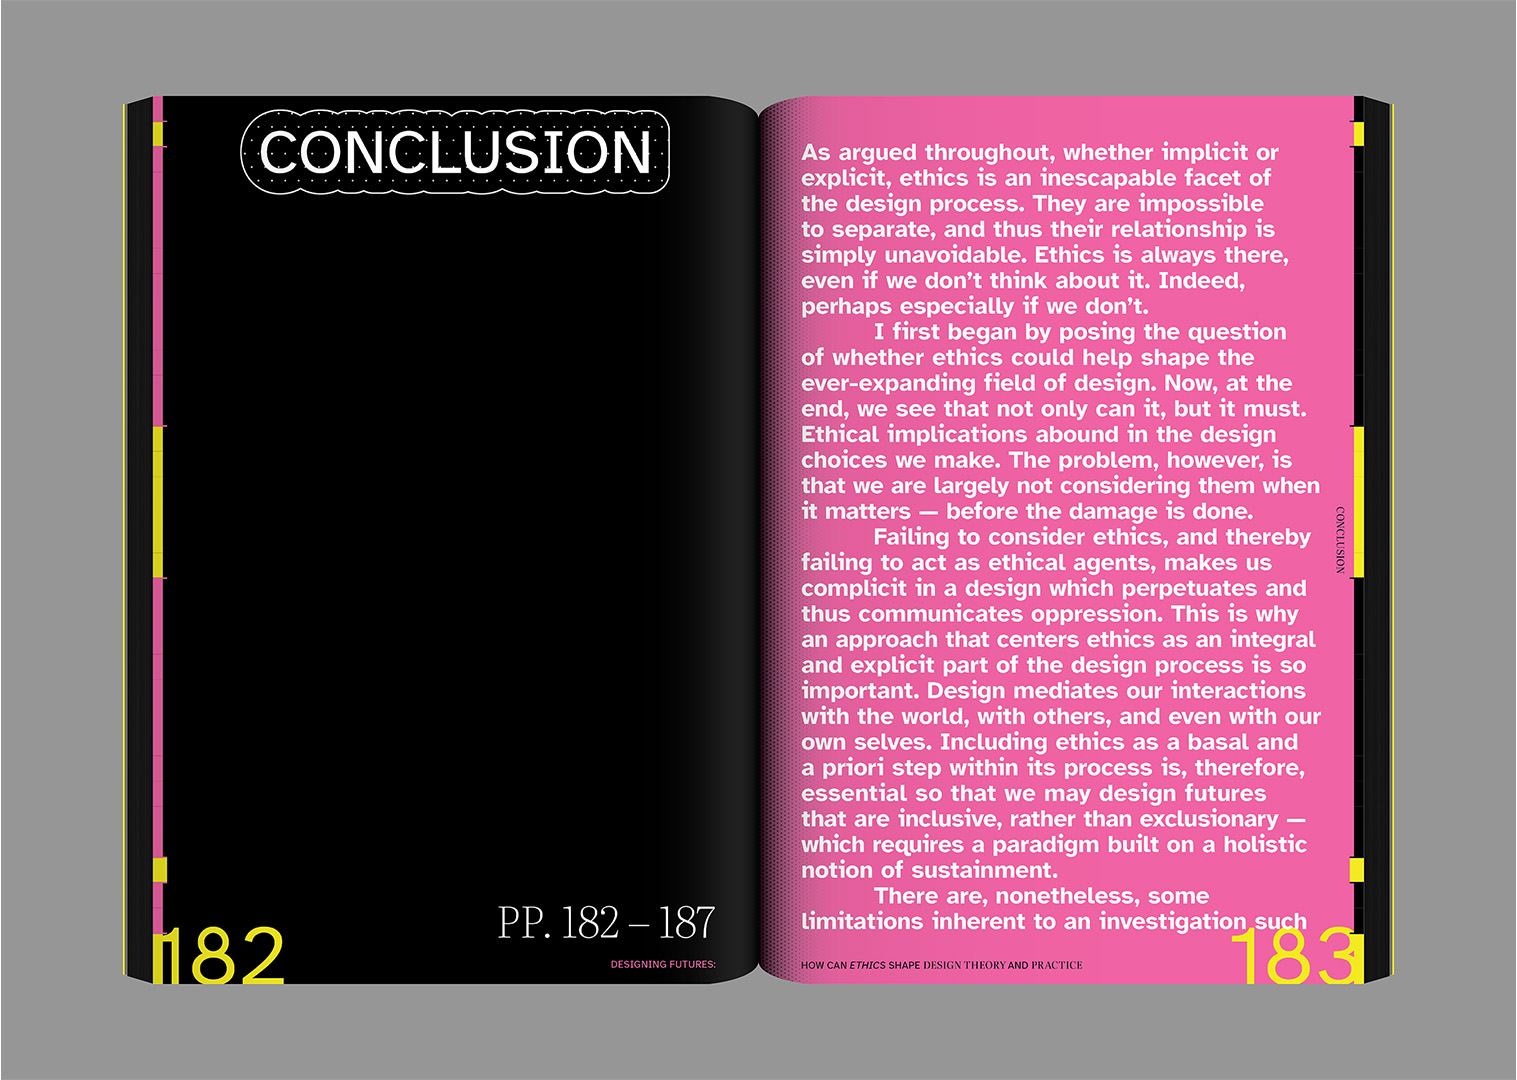 CONCLUSION
PP. 182 – 187
DESIGNING FUTURES:
182
As argued throughout, whether implicit or
explicit, ethics is an inescapable facet of
the design process. They are impossible
to separate, and thus their relationship is
simply unavoidable. Ethics is always there,
even if we don’t think about it. Indeed,
perhaps especially if we don’t.
I first began by posing the question
of whether ethics could help shape the
ever-expanding field of design. Now, at the
end, we see that not only can it, but it must.
Ethical implications abound in the design
choices we make. The problem, however, is
that we are largely not considering them when
it matters — before the damage is done.
Failing to consider ethics, and thereby
failing to act as ethical agents, makes us
complicit in a design which perpetuates and
thus communicates oppression. This is why
an approach that centers ethics as an integral
and explicit part of the design process is so
important. Design mediates our interactions
with the world, with others, and even with our
own selves. Including ethics as a basal and
a priori step within its process is, therefore,
essential so that we may design futures
that are inclusive, rather than exclusionary —
which requires a paradigm built on a holistic
notion of sustainment.
There are, nonetheless, some
limitations inherent to an investigation such
CONCLUSION
HOW CAN ETHICS SHAPE DESIGN THEORY AND PRACTICE
183